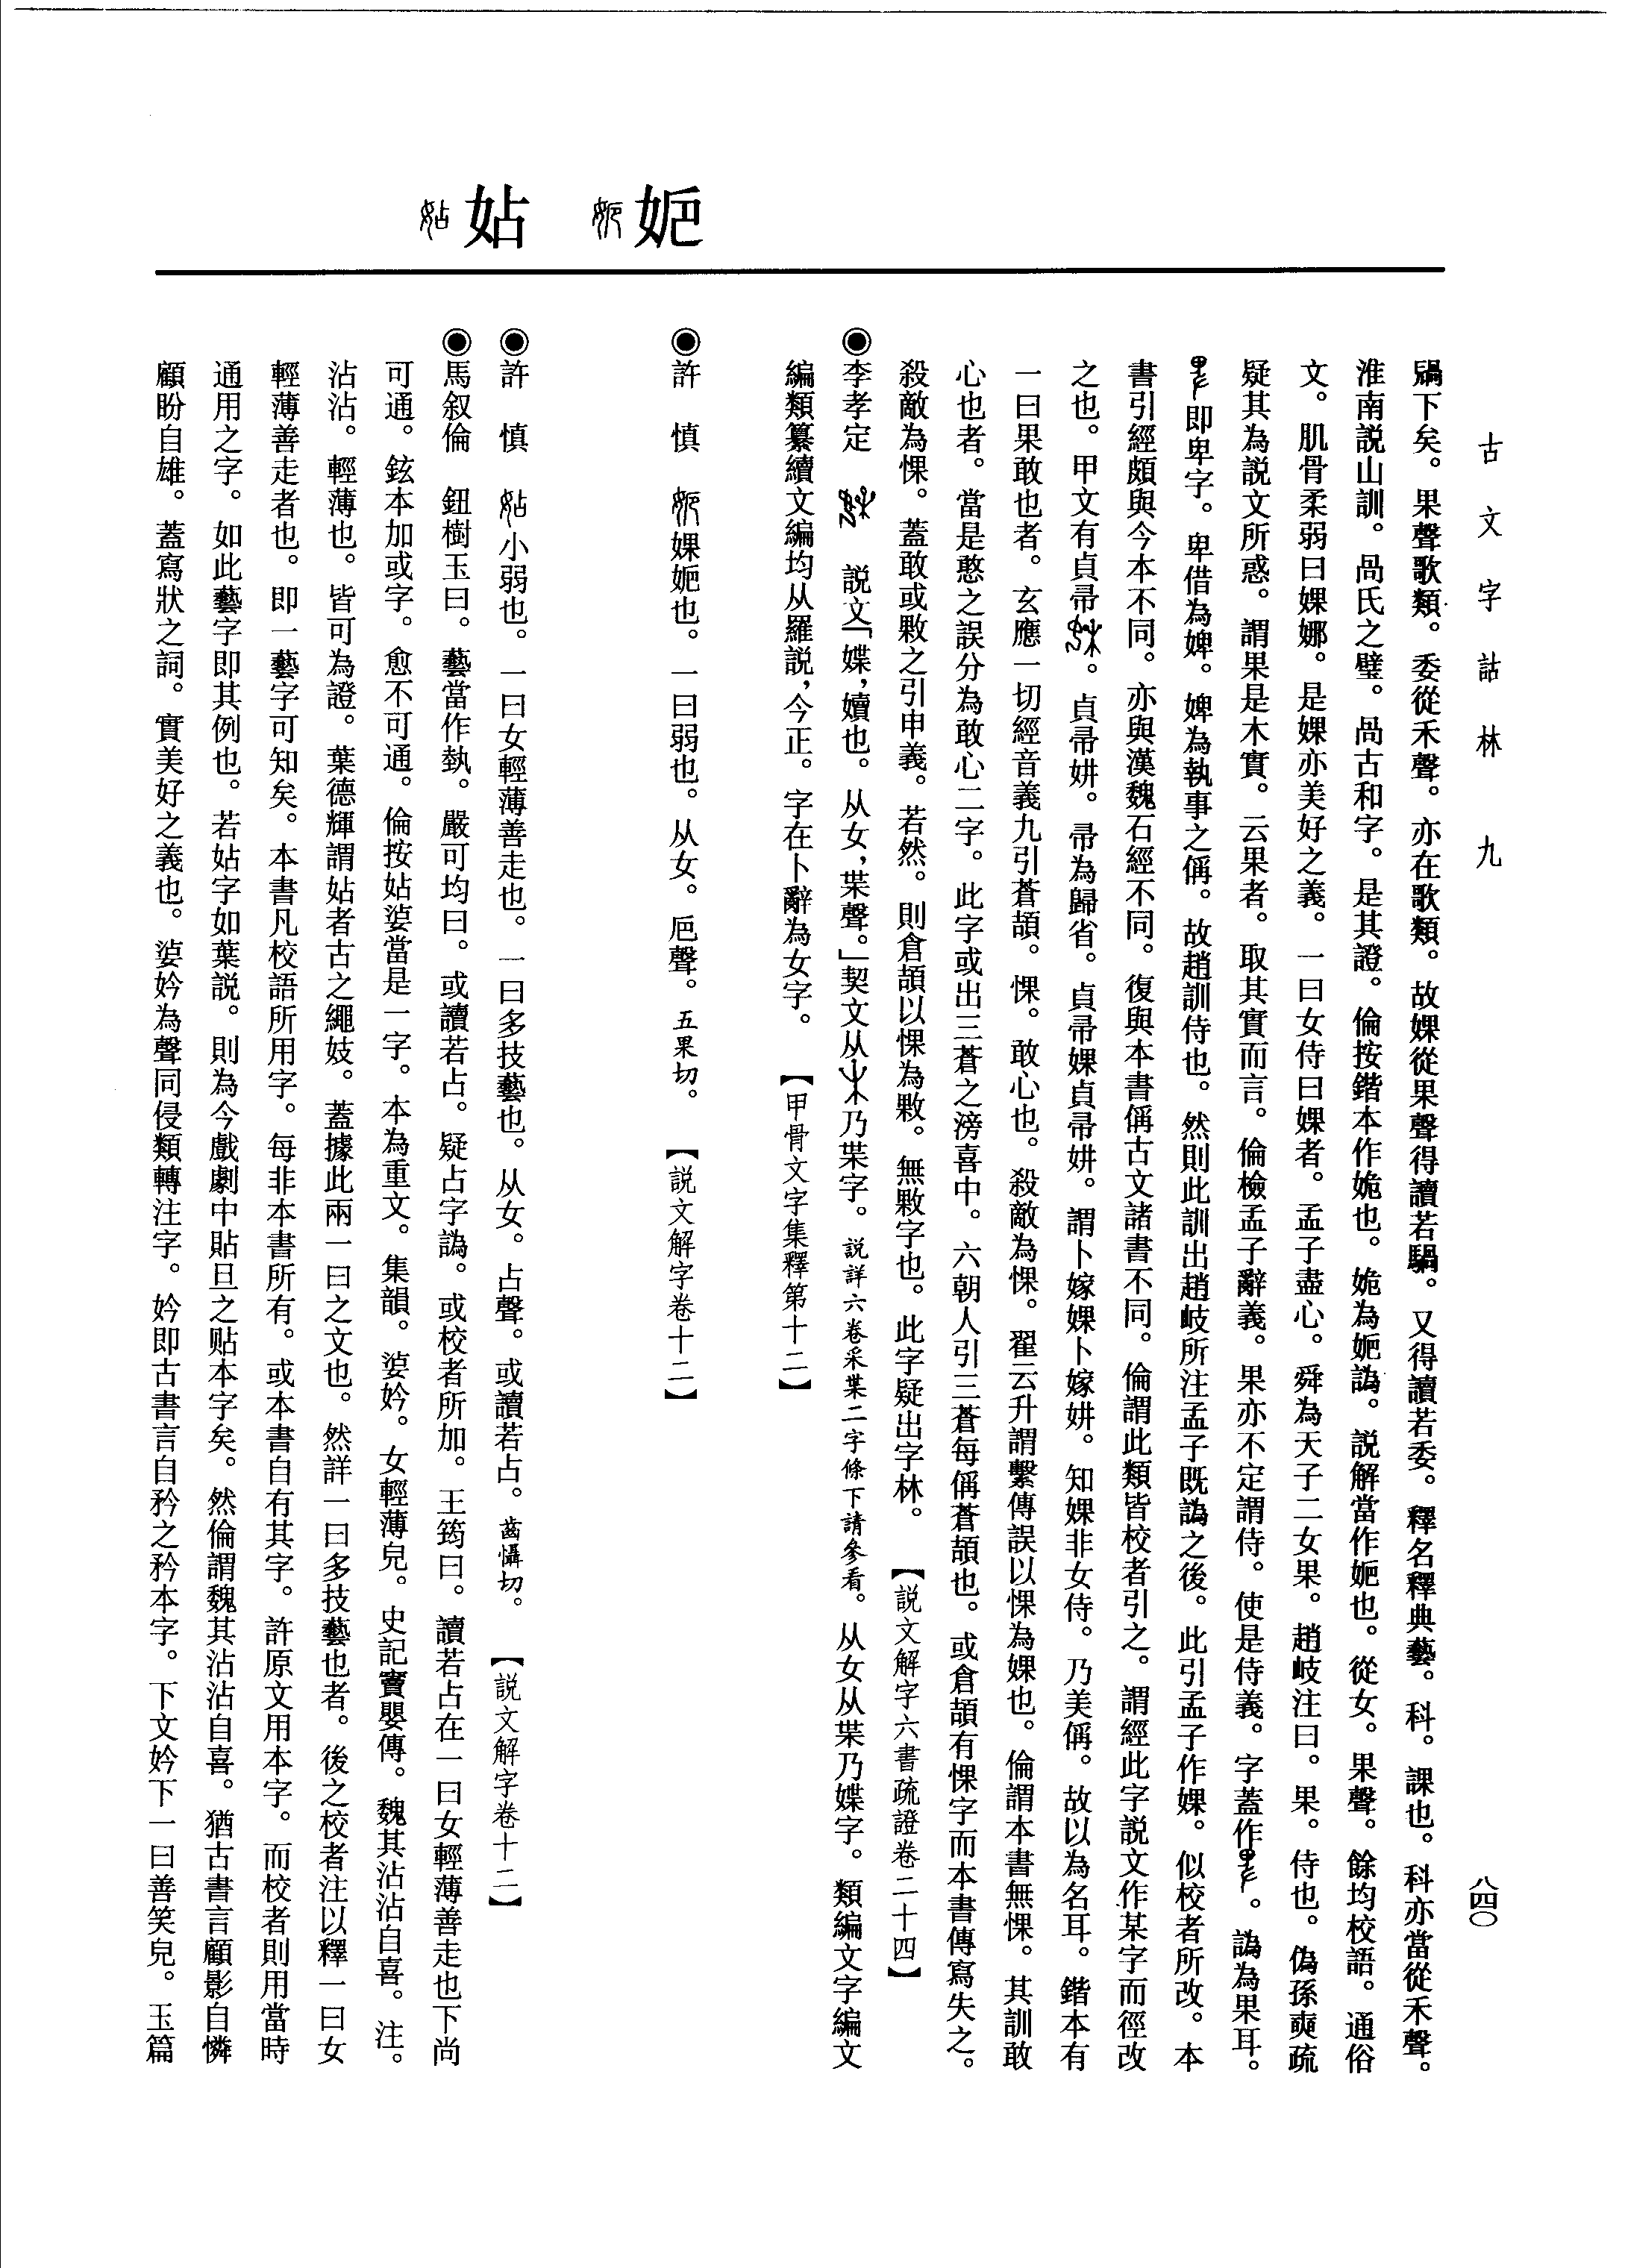 古文字詁林 九
八四〇
䯞下矣。果聲歌類。委從禾聲。亦在歌類。故婐從果聲得讀若騧。又得讀若委。釋名釋典藝。科。課也。科亦當從禾聲。
淮南説山訓。咼氏之璧。咼古和字。是其證。倫按鍇本作姽也。姽為妮譌。説解當作妮也。從女。果聲。餘均校語。通俗
文。肌骨柔弱曰婐娜。是婐亦美好之義。一曰女侍曰婐者。孟子盡心。舜為天子二女果。趙岐注曰。果。侍也。偽孫奭疏
疑其為説文所惑。謂果是木實。云果者。取其實而言。倫檢孟子辭義。果亦不定謂侍。使是侍義。字蓋作。譌為果耳。
即卑字。卑借為婢。婢為執事之偁。故趙訓侍也。然則此訓出趙岐所注孟子既譌之後。此引孟子作婐。似校者所改。本
書引經頗與今本不同。亦與漢魏石經不同。復與本書偁古文諸書不同。倫謂此類皆校者引之。謂經此字説文作某字而徑改
之也。甲文有貞帚。貞帚妌。帚為歸省。貞帚婐貞帚妌。謂卜嫁婐卜嫁妌。知婐非女侍。乃美偁。故以為名耳。鍇本有
一曰果敢也者。玄應一切經音義九引蒼頡。惈。敢心也。殺敵為惈。翟云升謂繫傳誤以惈為婐也。倫謂本書無惈。其訓敢
心也者。當是憨之誤分為敢心二字。此字或出三蒼之滂喜中。六朝人引三蒼每偁蒼頡也。或倉頡有惈字而本書傳寫失之。
殺敵為惈。蓋敢或敤之引申義。若然。則倉頡以惈為敤。無敤字也。此字疑出字林。 【説文解字六書疏證卷二十四】
◉李孝定 説文「媟，嬻也。从女，枼聲。」契文从乃枼字。説詳六卷采某二字條下請參看。从女从枼乃媟字。類編文字編文
編類纂續文編均从羅説，今正。字在卜辭為女字。 【甲骨文字集釋第十二】
妮
◉許 慎 婐妮也。一曰弱也。从女。厄聲。五果切。 【説文解字卷十二】
姑
◉許 慎 小弱也。一曰女輕薄善走也。一曰多技藝也。从女。占聲。或讀若占。齒懾切。 【説文解字卷十二】
◉馬叙倫 鈕樹玉曰。藝當作執。嚴可均曰。或讀若占。疑占字譌。或校者所加。王筠曰。讀若占在一曰女輕薄善走也下尚
可通。鉉本加或字。愈不可通。倫按姑婆當是一字。本為重文。集韻。婆妗。女輕薄皃。史記竇嬰傳。魏其沾沾自喜。注。
沾沾。輕薄也。皆可為證。葉德輝謂姑者古之繩妓。蓋據此兩一曰之文也。然詳一曰多技藝也者。後之校者注以釋一曰女
輕薄善走者也。即一藝字可知矣。本書凡校語所用字。每非本書所有。或本書自有其字。許原文用本字。而校者則用當時
通用之字。如此藝字即其例也。若姑字如葉説。則為今戲劇中貼旦之貼本字矣。然倫謂魏其沾沾自喜。猶古書言顧影自憐
顧盼自雄。蓋寫狀之詞。實美好之義也。婆妗為聲同侵類轉注字。妗即古書言自矜之矜本字。下文妗下一曰善笑皃。玉篇